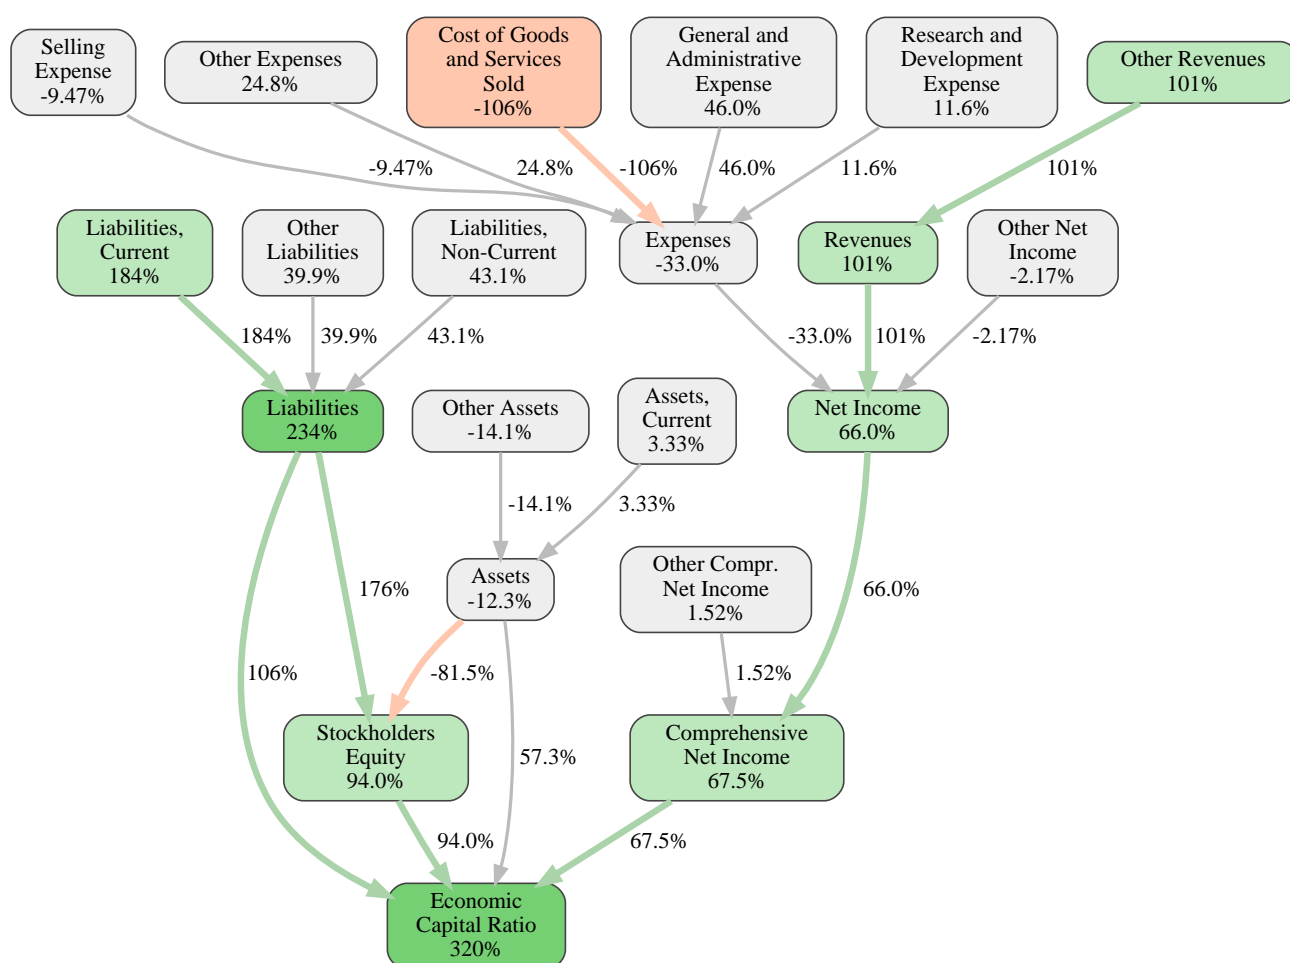 Selling
Expense
-9.47%
Other Expenses
24.8%
Cost of Goods
and Services
Sold
-106%
General and
Administrative
Expense
46.0%
Research and
Development
Expense
11.6%
Other Revenues
101%
-9.47%
24.8%
-106%
46.0%
11.6%
101%
Liabilities,
Current
184%
Other
Liabilities
39.9%
Liabilities,
Non-Current
43.1%
Expenses
-33.0%
Revenues
101%
Other Net
Income
-2.17%
184%
39.9%
43.1%
-33.0%
101%
-2.17%
Liabilities
234%
Other Assets
-14.1%
Assets,
Current
3.33%
Net Income
66.0%
-14.1%
3.33%
Assets
-12.3%
Other Compr.
Net Income
1.52%
176%
66.0%
106%
-81.5%
1.52%
Stockholders
Equity
94.0%
57.3%
Comprehensive
Net Income
67.5%
94.0%
67.5%
Economic
Capital Ratio
320%